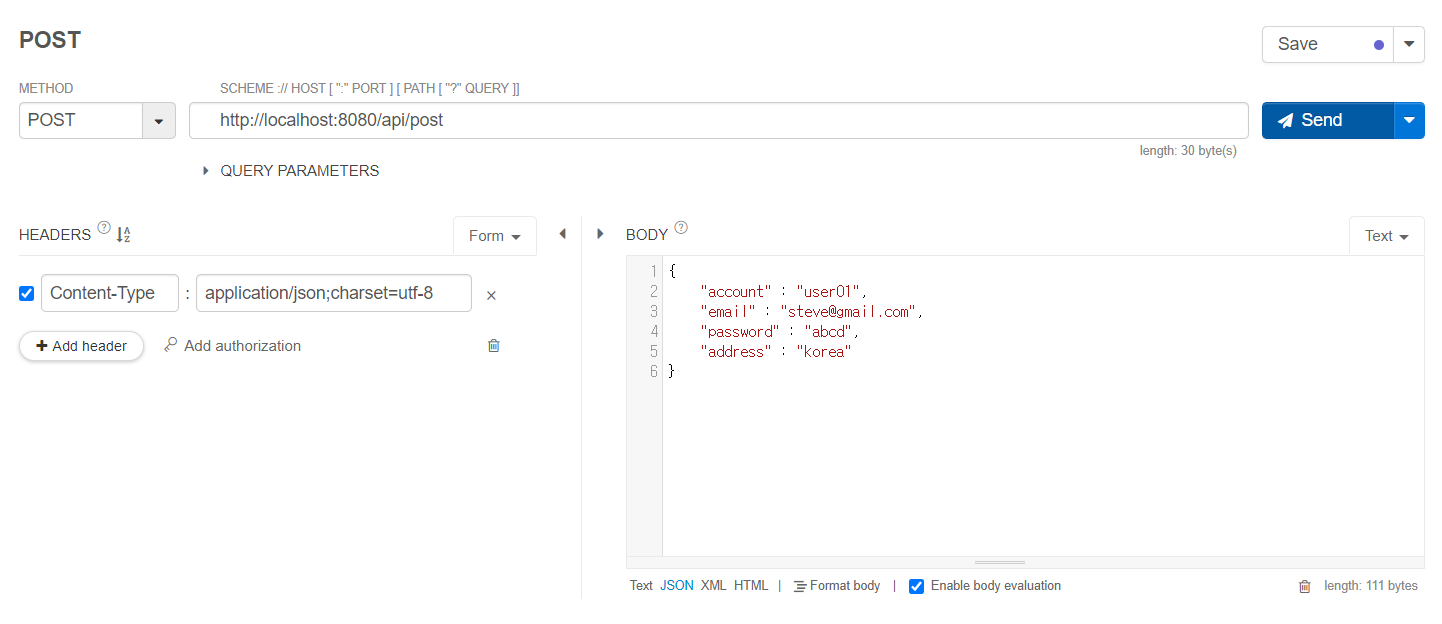 POST
Save
METHOD
SCHEME :// HOST [ ":" PORT ] [ PATH [ "?" QUERY ]]
POST
http://localhost:8080/api/post
Send
length: 30 byte(s)
QUERY PARAMETERS
HEADERS ? A Z
Form
BODY ?
Text
Content-Type : application/json;charset=utf-8 ×
+ Add header
Add authorization
1 {
2 "account" : "user01",
3 "email" : "steve@gmail.com",
4 "password" : "abcd",
5 "address" : "korea"
6 }
Text JSON XML HTML | Format body | Enable body evaluation
length: 111 bytes